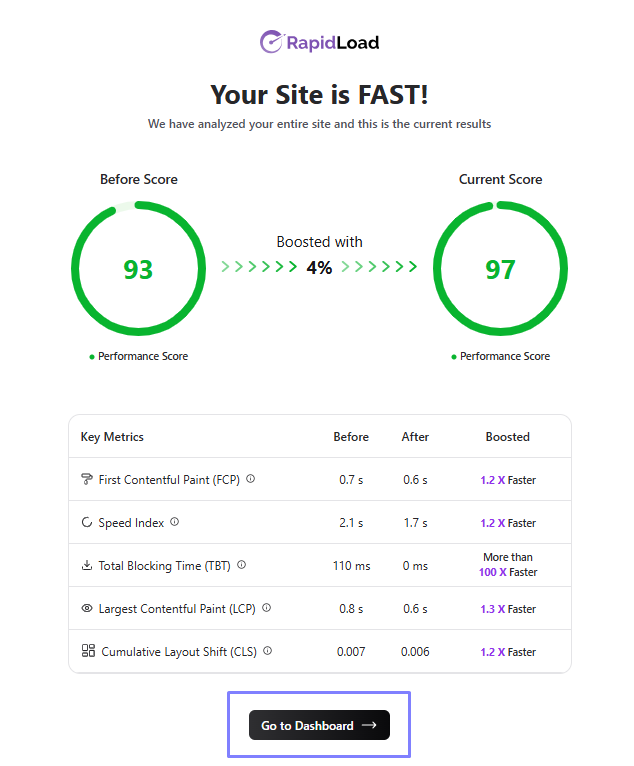 RapidLoad
Your Site is FAST!
We have analyzed your entire site and this is the current results
Before Score
Current Score
93
Boosted with
4%
97
Performance Score
Performance Score
Key Metrics Before After Boosted
First Contentful Paint (FCP) 0.7 s 0.6 s 1.2 X Faster
Speed Index 2.1 s 1.7 s 1.2 X Faster
Total Blocking Time (TBT) 110 ms 0 ms More than
100 X Faster
Largest Contentful Paint (LCP) 0.8 s 0.6 s 1.3 X Faster
Cumulative Layout Shift (CLS) 0.007 0.006 1.2 X Faster
Go to Dashboard